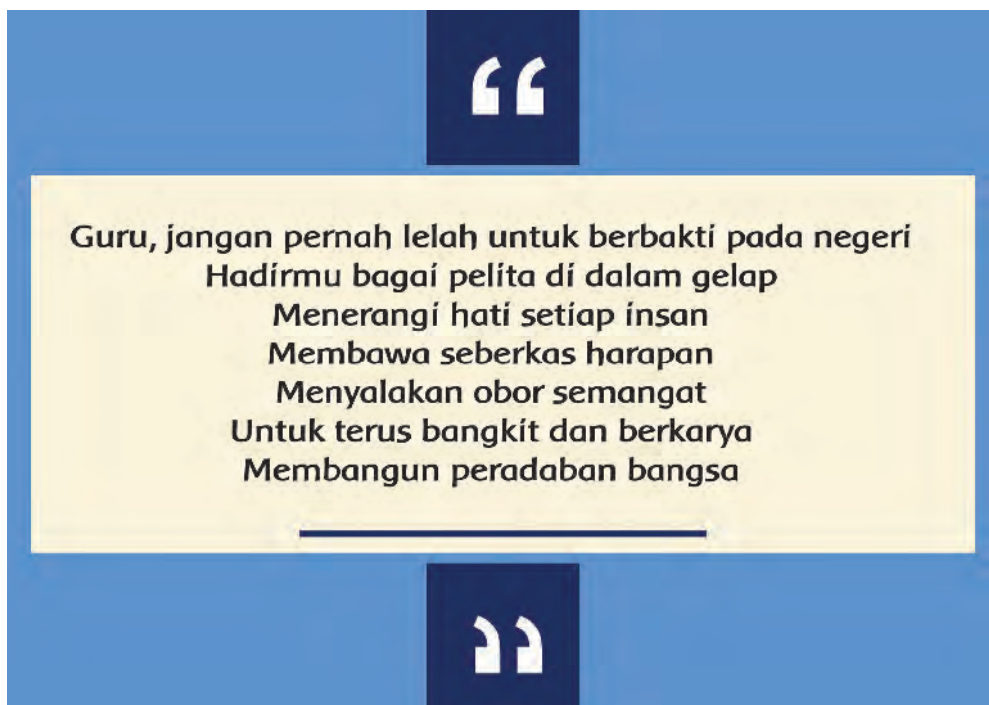 “
Guru, jangan pernah lelah untuk berbakti pada negeri
Hadirmu bagai pelita di dalam gelap
Menerangi hati setiap insan
Membawa seberkas harapan
Menyalakan obor semangat
Untuk terus bangkit dan berkarya
Membangun peradaban bangsa
”